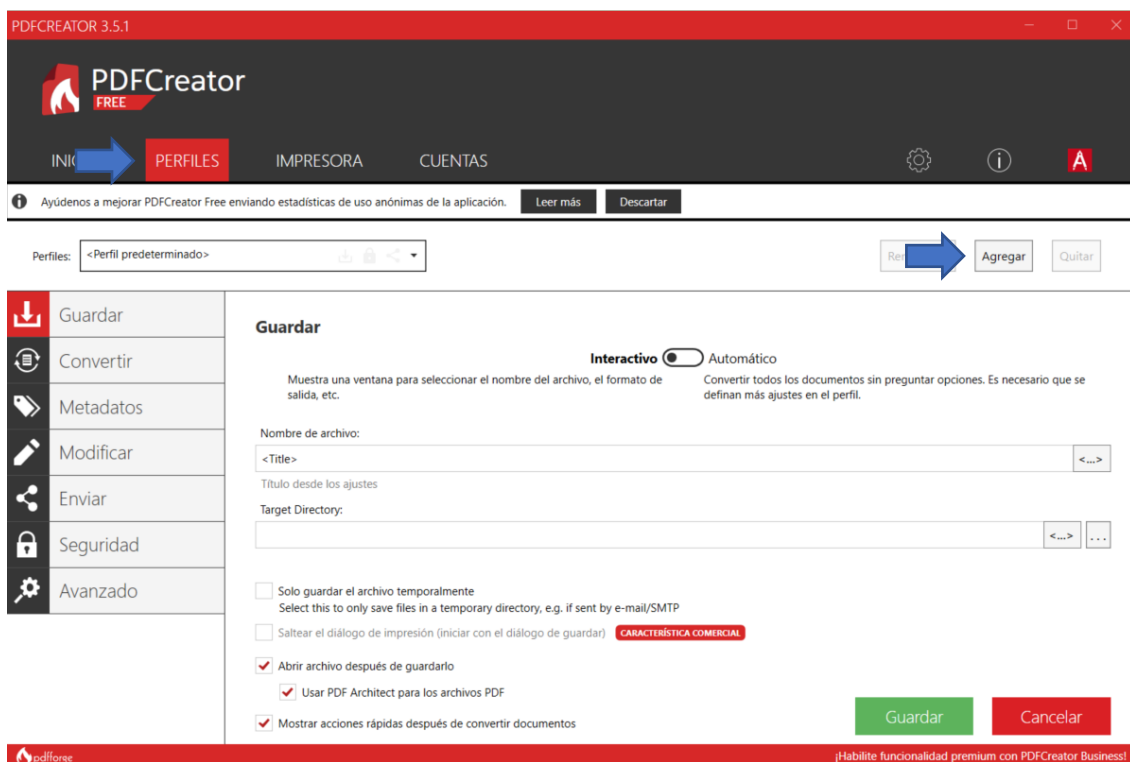 PDFCREATOR 3.5.1
PDFCreator
FREE
PERFILES IMPRESORA CUENTAS
Ayúdenos a mejorar PDFCreator Free enviando estadísticas de uso anónimas de la aplicación. Leer más Descartar
Perfiles: <Perfil predeterminado> Agregar Quitar
Guardar
Convertir
Metadatos
Modificar
Enviar
Seguridad
Avanzado
Guardar
Interactivo Automático
Muestra una ventana para seleccionar el nombre del archivo, el formato de
salida, etc.
Convertir todos los documentos sin preguntar opciones. Es necesario que se
definan más ajustes en el perfil.
Nombre de archivo:
<Title> <...>
Título desde los ajustes
Target Directory:
<...> ...
Solo guardar el archivo temporalmente
Select this to only save files in a temporary directory, e.g. if sent by e-mail/SMTP
Saltear el diálogo de impresión (iniciar con el diálogo de guardar) CARACTERÍSTICA COMERCIAL
Abrir archivo después de guardarlo
Usar PDF Architect para los archivos PDF
Mostrar acciones rápidas después de convertir documentos
Guardar Cancelar
pdfforge ¡Habilite funcionalidad premium con PDFCreator Business!